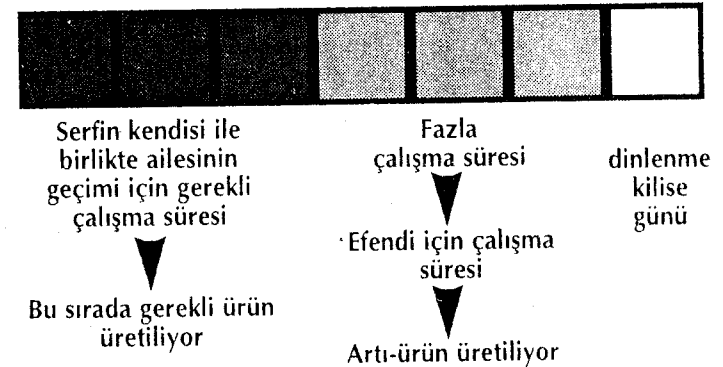 Serfin kendisi ile
birlikte ailesinin
geçimi için gerekli
çalışma süresi
Bu sırada gerekli ürün
üretiliyor
Fazla
çalışma süresi
Efendi için çalışma
süresi
Artı-ürün üretiliyor
dinlenme
kilise
günü